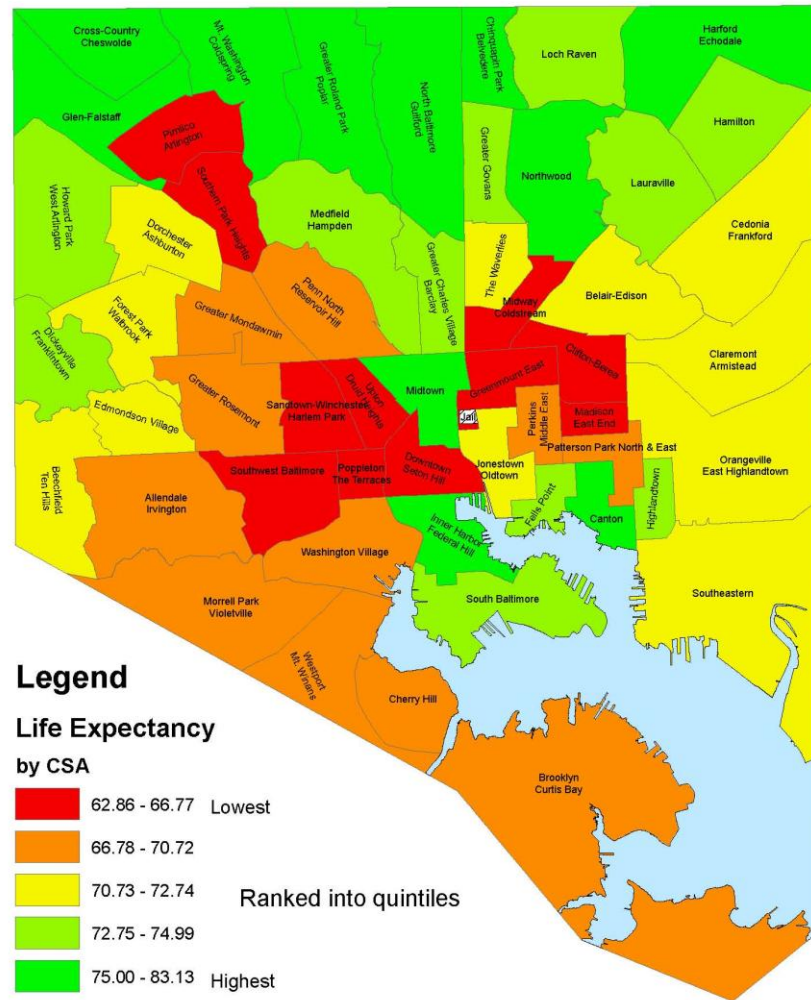 Cross-Country
Cheswolde
Mt. Washington
Coldspring
Greater Roland Park
Poplar
North Baltimore
Guilford
Chinquapin Park
Belvedere
Loch Raven
Harford
Echodale
Glen-Falstaff
Pimlico
Arlington
Southern Park Heights
Howard Park
West Arlington
Dorchester
Ashburton
Medfield
Hampden
Greater Govans
Northwood
Lauraville
Hamilton
Cedonia
Frankford
Penn North
Reservoir Hill
Greater Charles Village
Barclay
The Waverlies
Belair-Edison
Forest Park
Walbrook
Greater Mondawmin
Midway
Coldstream
Dickeyville
Franklintown
Claremont
Armistead
Greater Rosemont
Sandtown-Winchester
Harlem Park
Upton
Druid Heights
Midtown
Greenmount East
Clifton-Berea
Edmondson Village
Jail
Perkins
Middle East
Madison
East End
Beechfield
Ten Hills
Allendale
Irvington
Southwest Baltimore
Poppleton
The Terraces
Downtown
Seton Hill
Jonestown
Oldtown
Patterson Park North & East
Orangeville
East Highlandtown
Fells Point
Canton
Highlandtown
Inner Harbor
Federal Hill
Washington Village
South Baltimore
Southeastern
Morrell Park
Violetville
Westport
Mt. Winans
Cherry Hill
Brooklyn
Curtis Bay
Legend
Life Expectancy
by CSA
62.86 - 66.77 Lowest
66.78 - 70.72
70.73 - 72.74
Ranked into quintiles
72.75 - 74.99
75.00 - 83.13 Highest